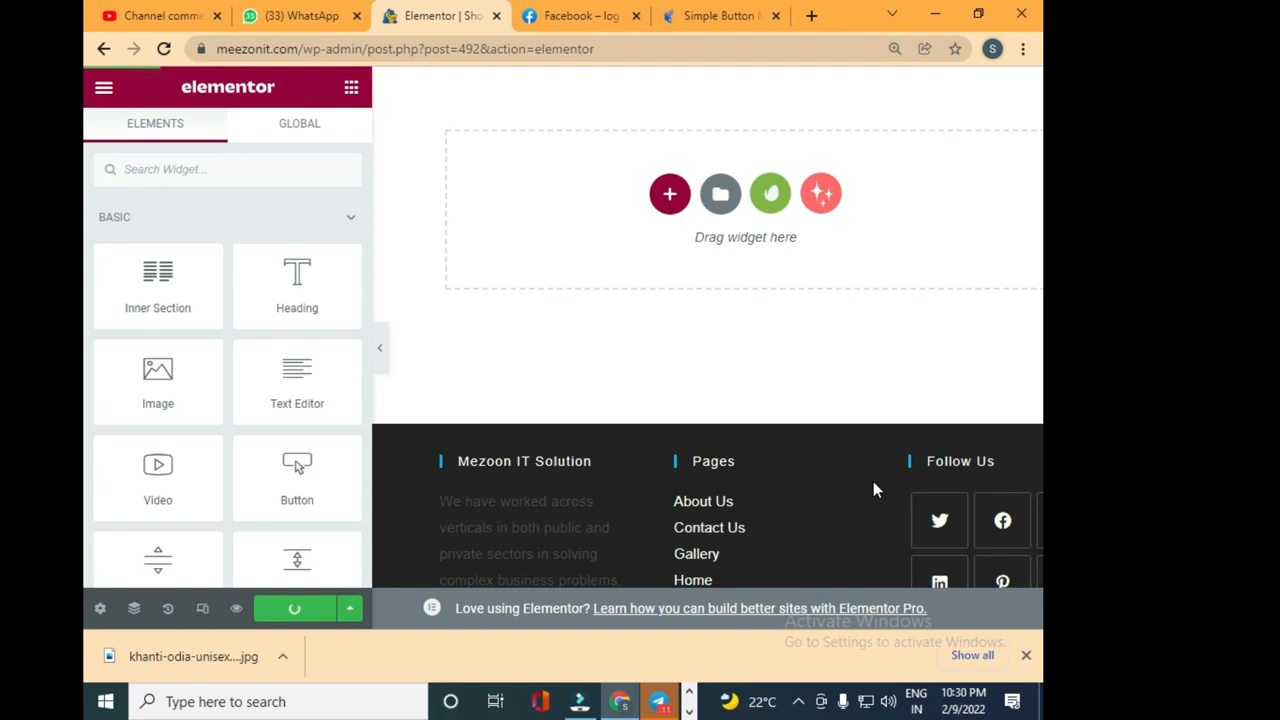 Channel comme
(33) WhatsApp
Elementor | Sho
Facebook – log
Simple Button M
meezonit.com/wp-admin/post.php?post=492&action=elementor
S
elementor
ELEMENTS
GLOBAL
Search Widget...
BASIC
Inner Section
Heading
Image
Text Editor
Video
Button
Drag widget here
Mezoon IT Solution
We have worked across
verticals in both public and
private sectors in solving
complex business problems.
Pages
About Us
Contact Us
Gallery
Home
Follow Us
Love using Elementor? Learn how you can build better sites with Elementor Pro.
Activate Windows
Go to Settings to activate Windows.
khanti-odia-unisex....jpg
Show all
Type here to search
11
22°C
ENG
IN
10:30 PM
2/9/2022